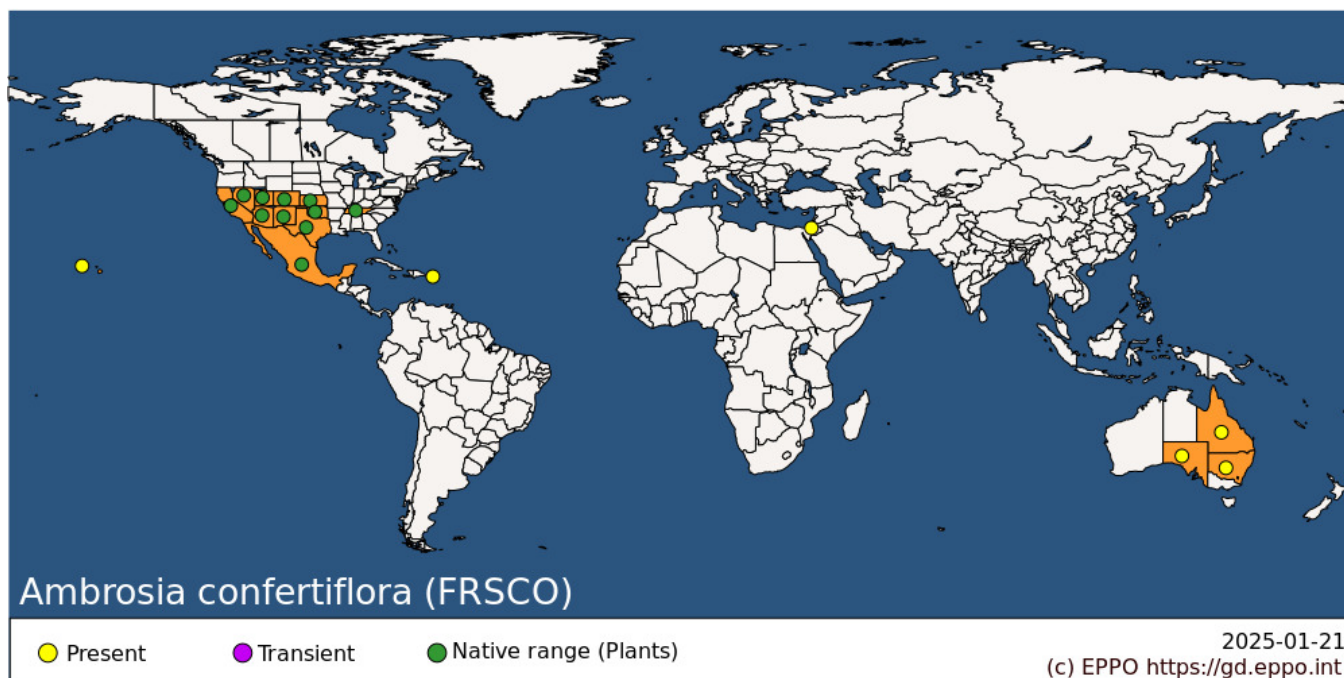 Ambrosia confertiflora (FRSCO)
Present
Transient
Native range (Plants)
2025-01-21
(c) EPPO https://gd.eppo.int